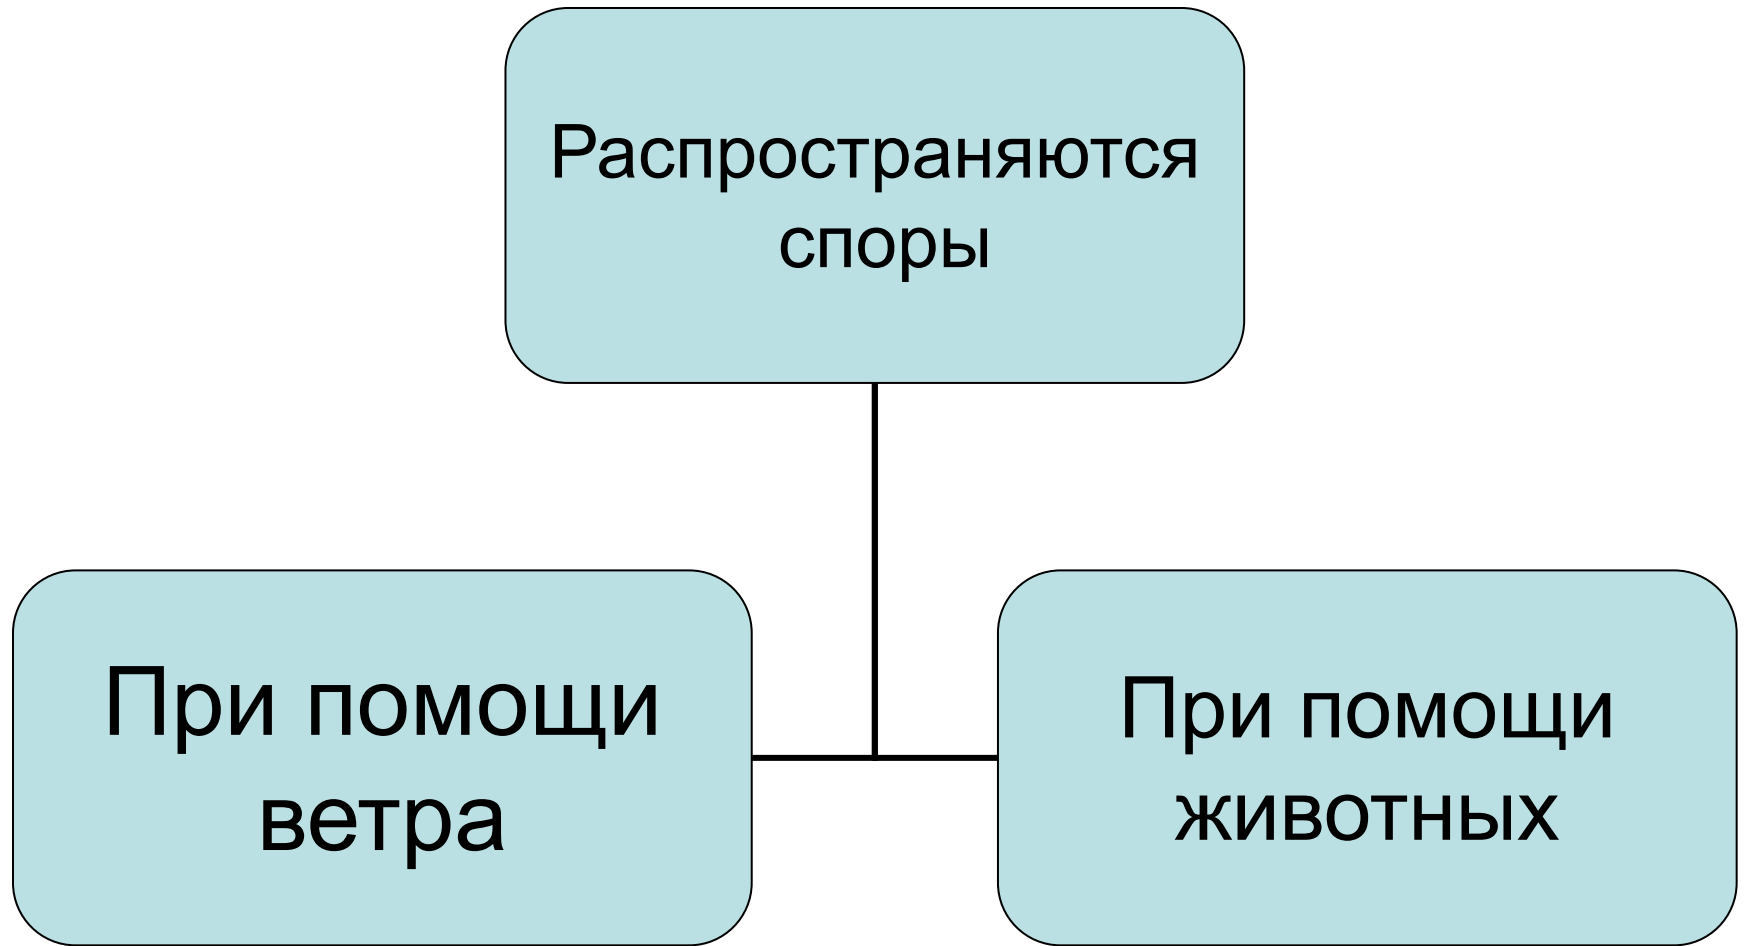 Распространяются
споры
При помощи
ветра
При помощи
животных